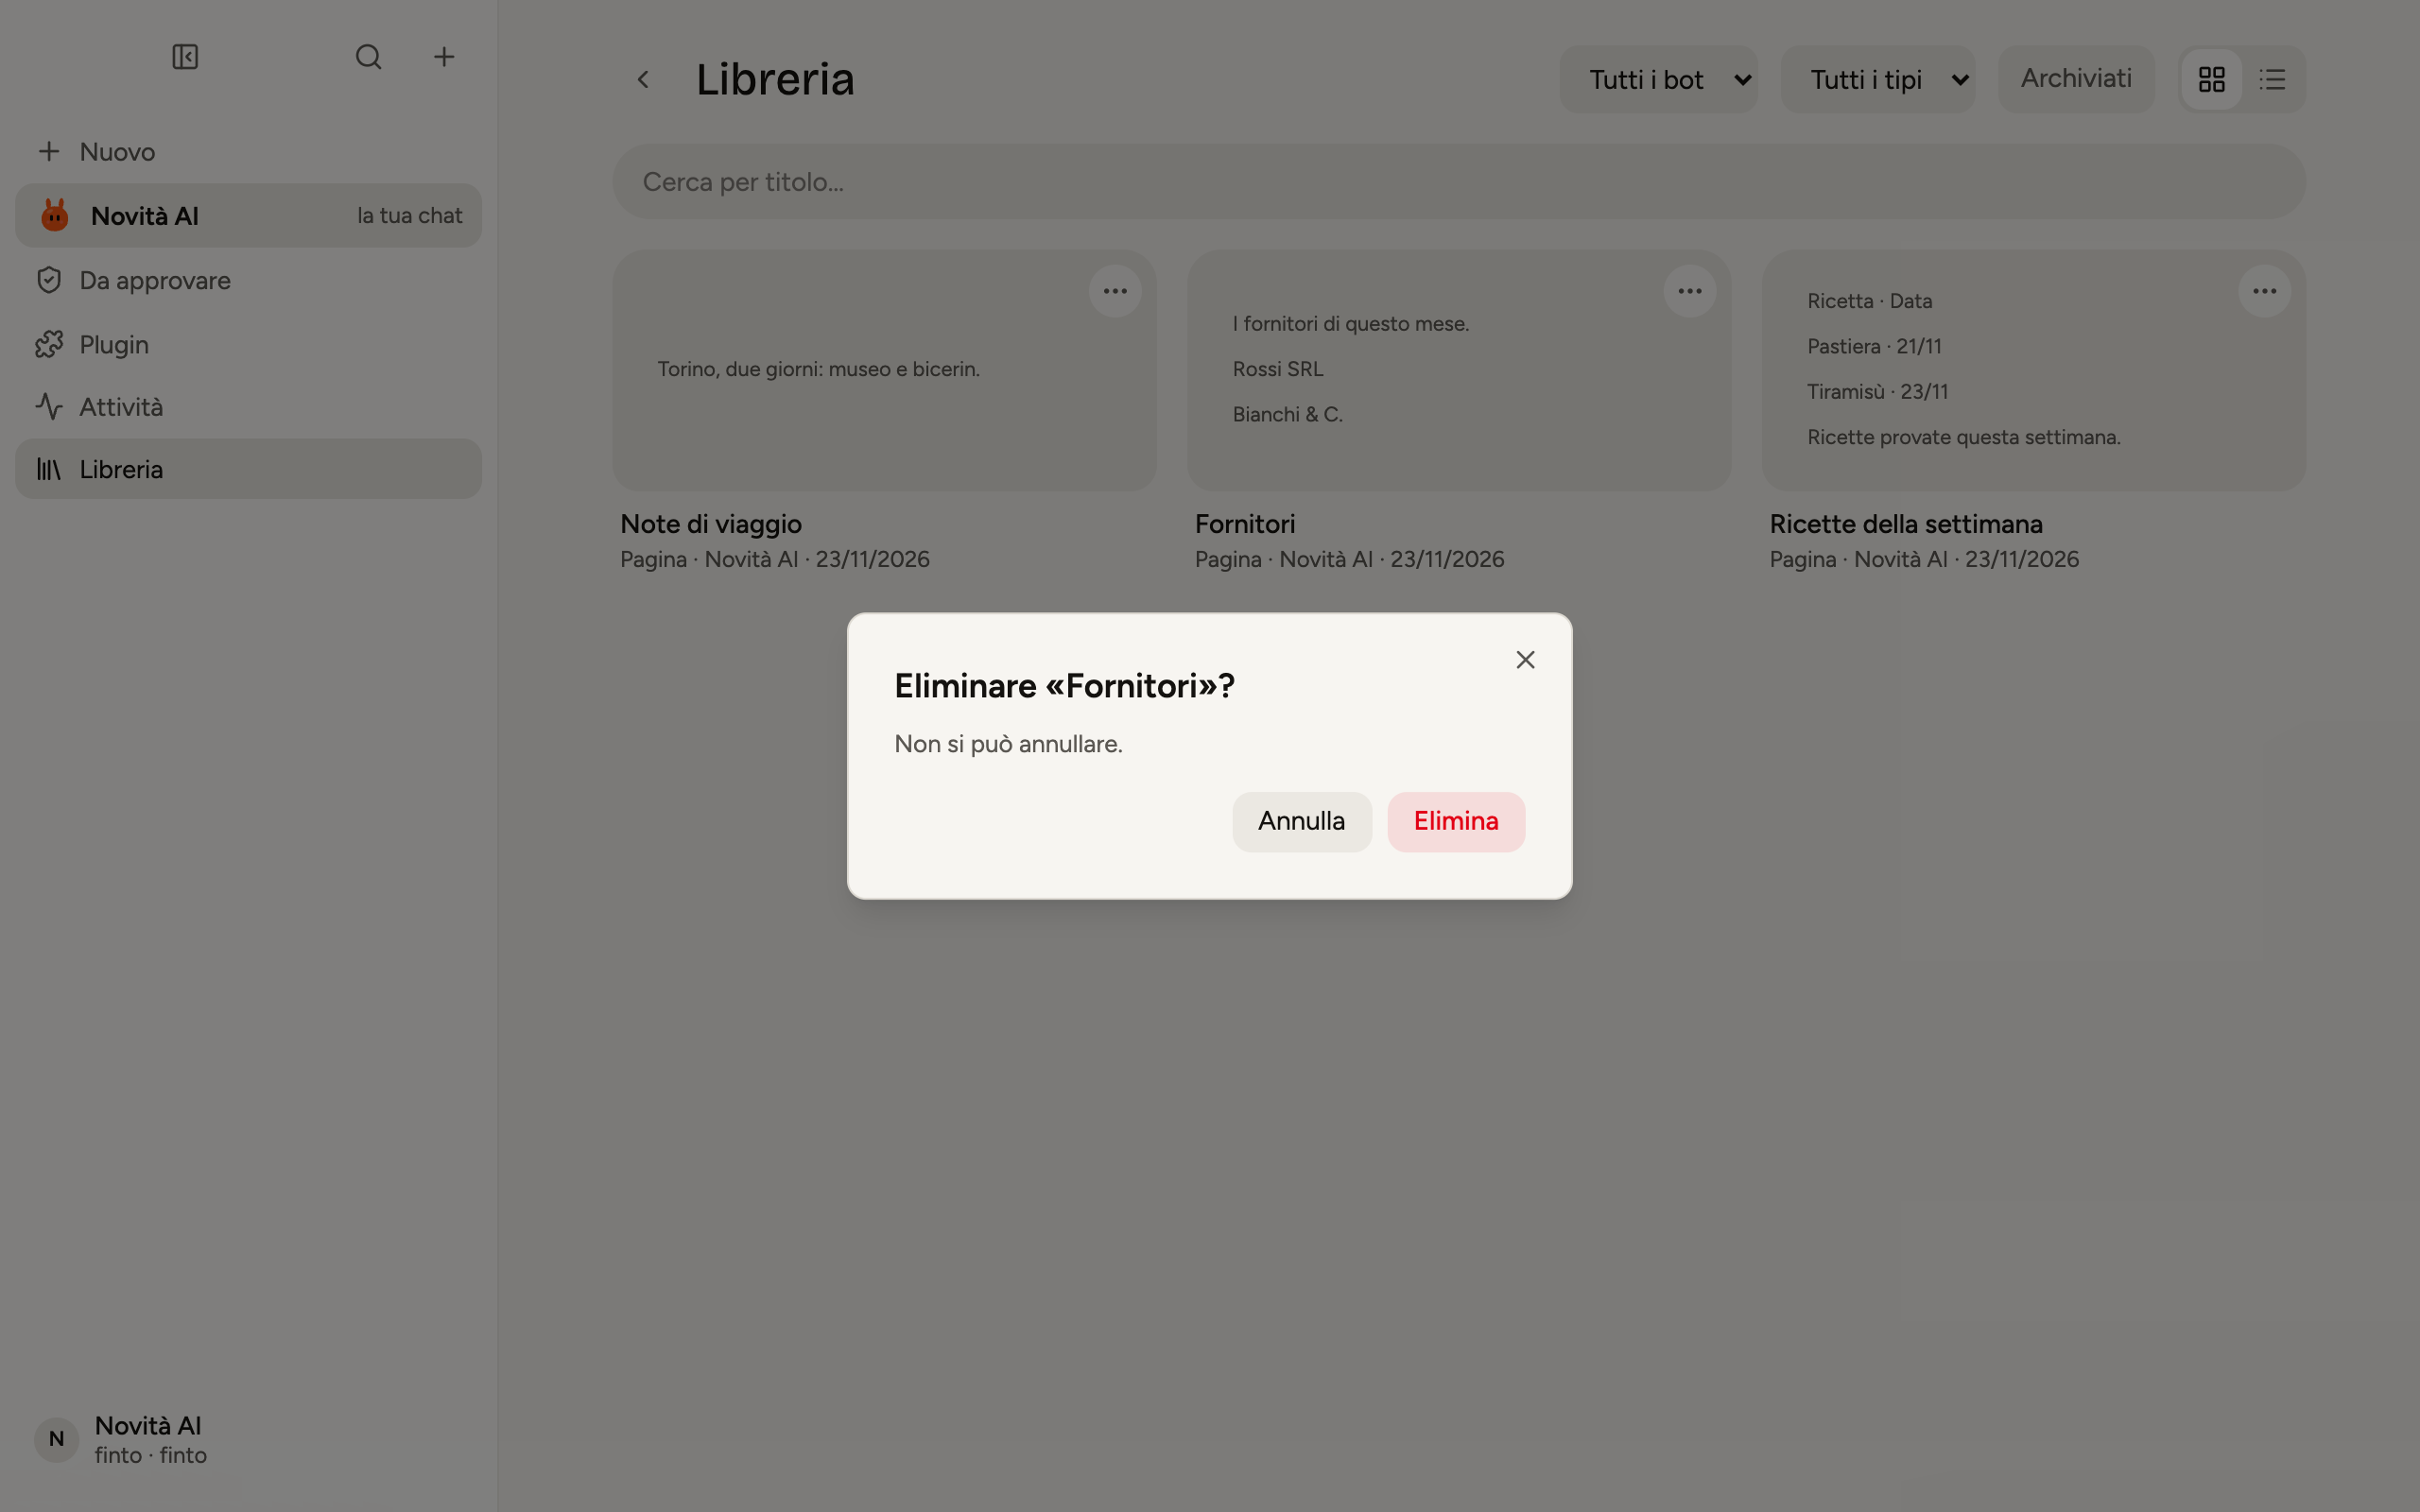 Nuovo
Novità AI
la tua chat
Da approvare
Plugin
Attività
Libreria
N
Novità AI
finto · finto
Libreria
Tutti i bot
Tutti i tipi
Archiviati
Cerca per titolo...
Torino, due giorni: museo e bicerin.
Note di viaggio
Pagina · Novità AI · 23/11/2026
I fornitori di questo mese.
Rossi SRL
Bianchi & C.
Fornitori
Pagina · Novità AI · 23/11/2026
Ricetta · Data
Pastiera · 21/11
Tiramisù · 23/11
Ricette provate questa settimana.
Ricette della settimana
Pagina · Novità AI · 23/11/2026
Eliminare «Fornitori»?
Non si può annullare.
Annulla
Elimina